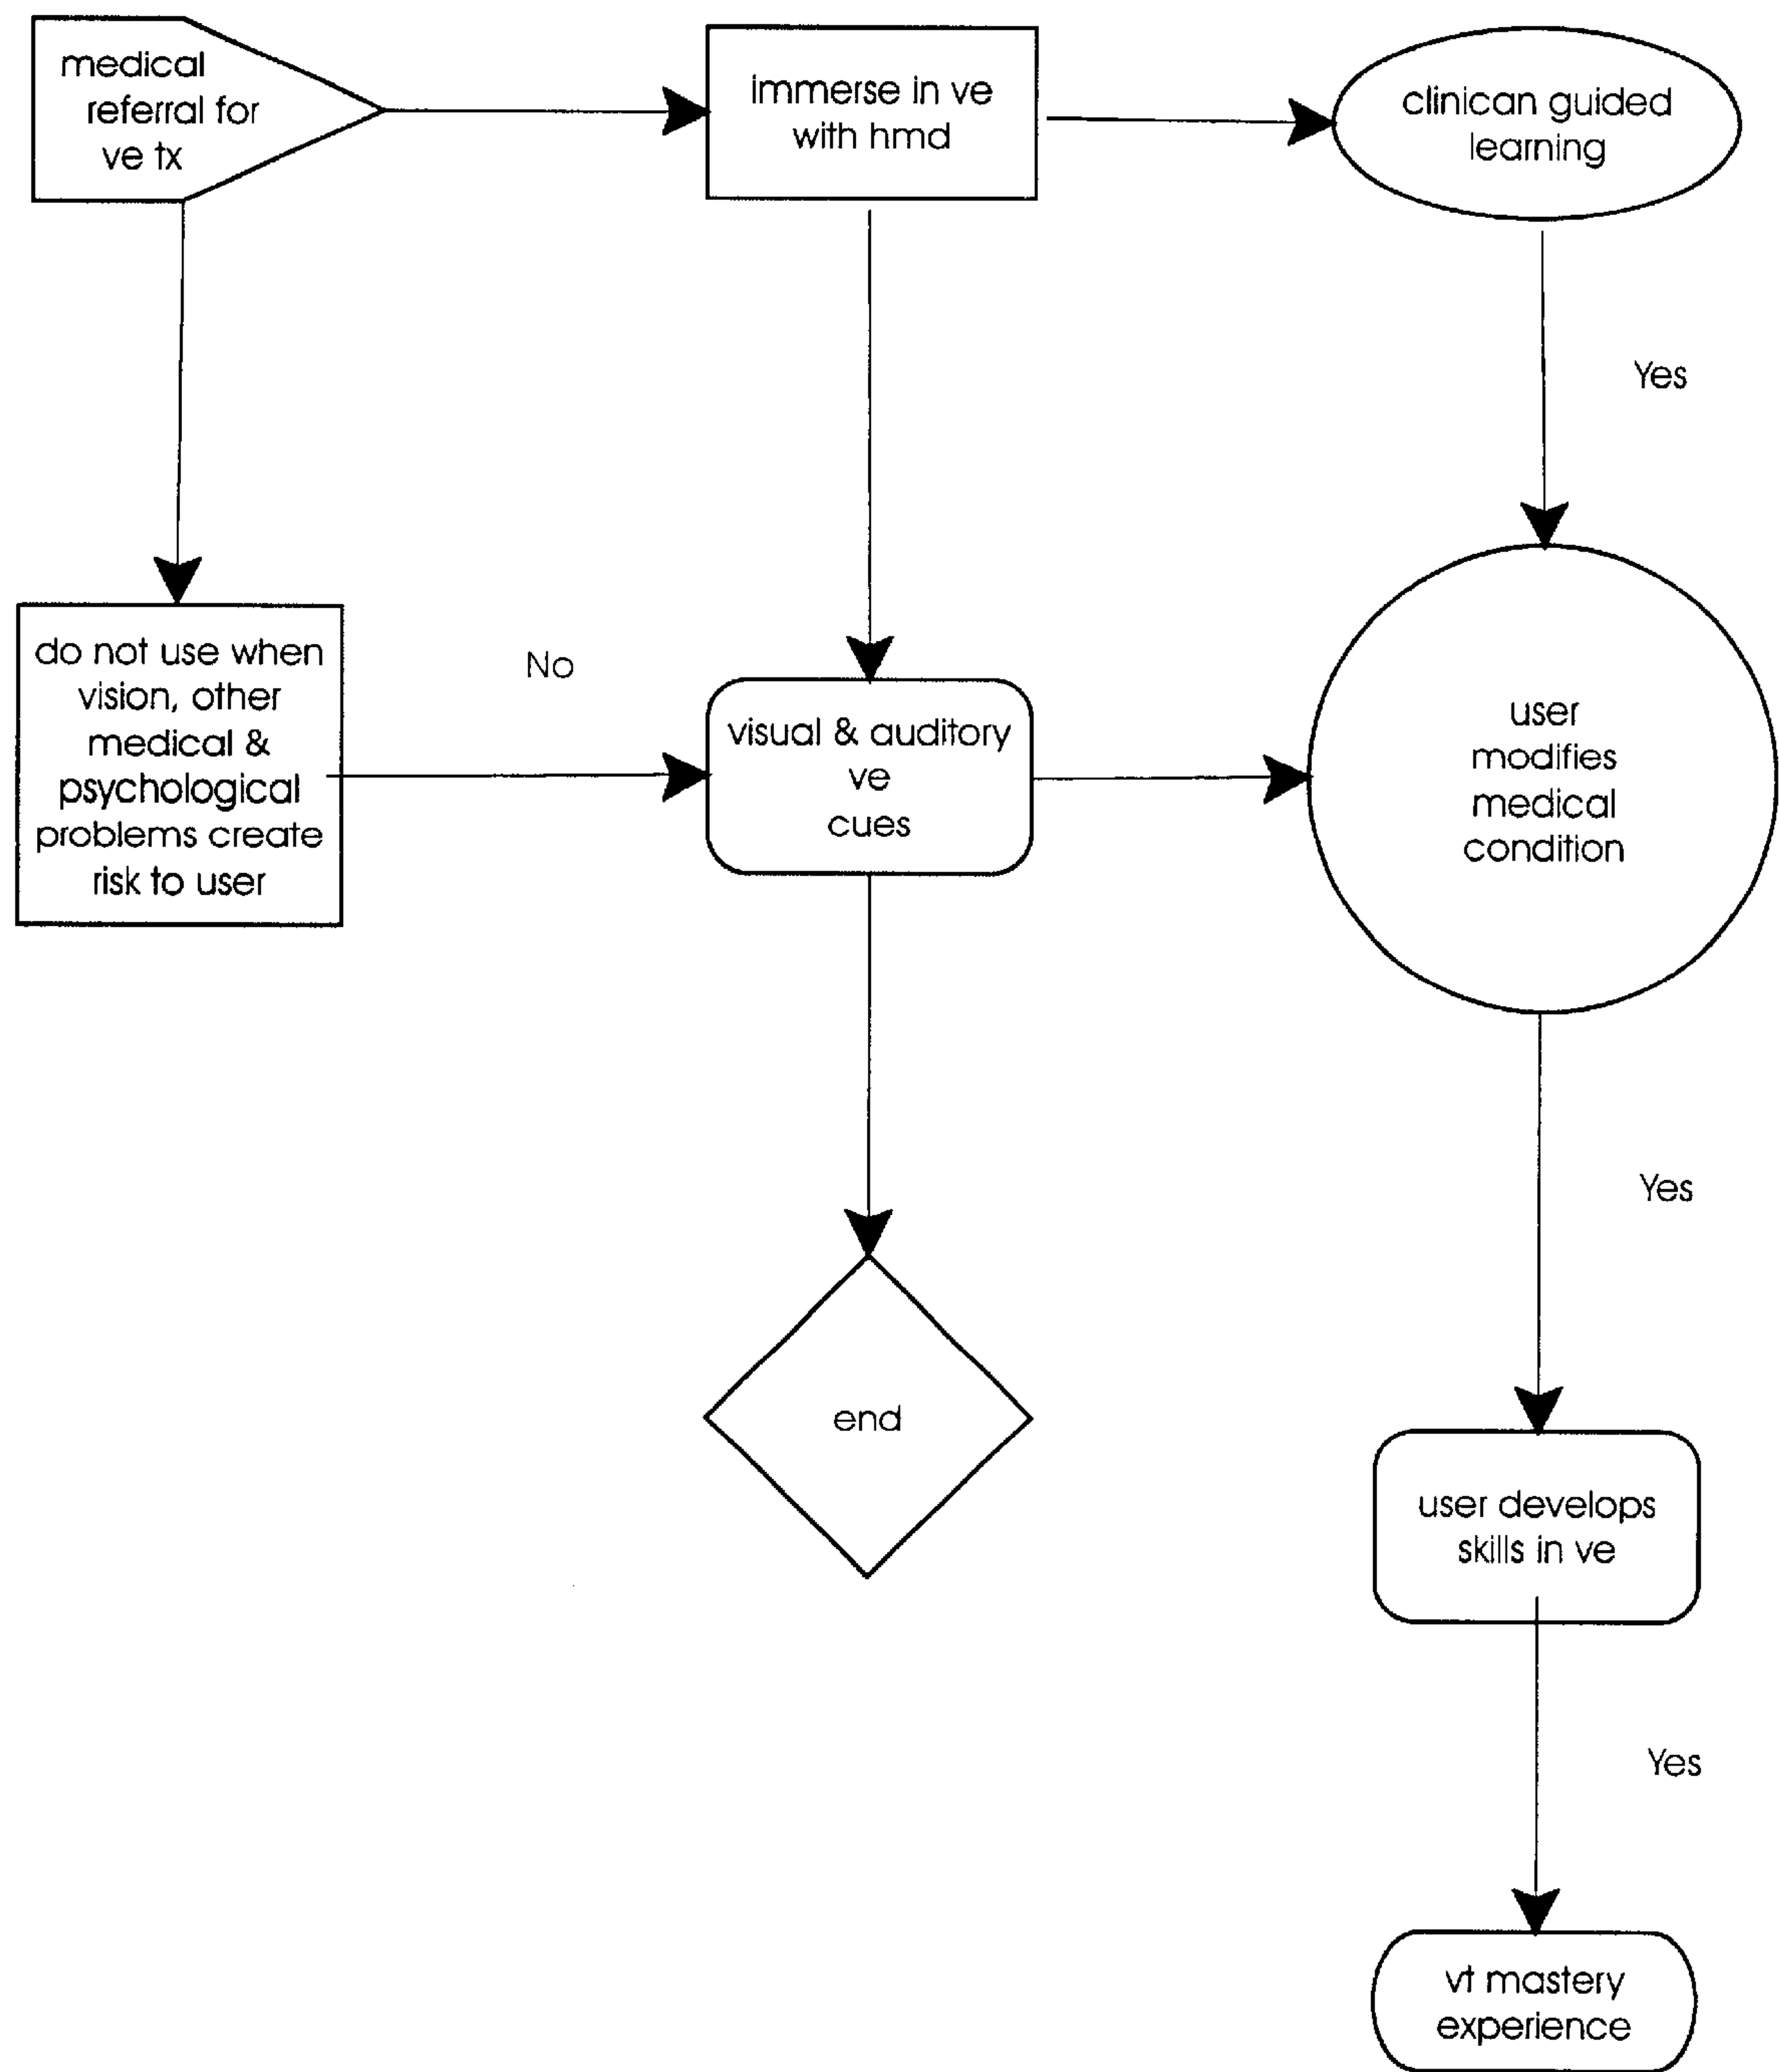 medical
referral for
ve tx
immerse in ve
with hmd
clinican guided
learning
Yes
do not use when
vision, other
medical &
psychological
problems create
risk to user
No
visual & auditory
ve
cues
user
modifies
medical
condition
Yes
end
user develops
skills in ve
Yes
vt mastery
experience